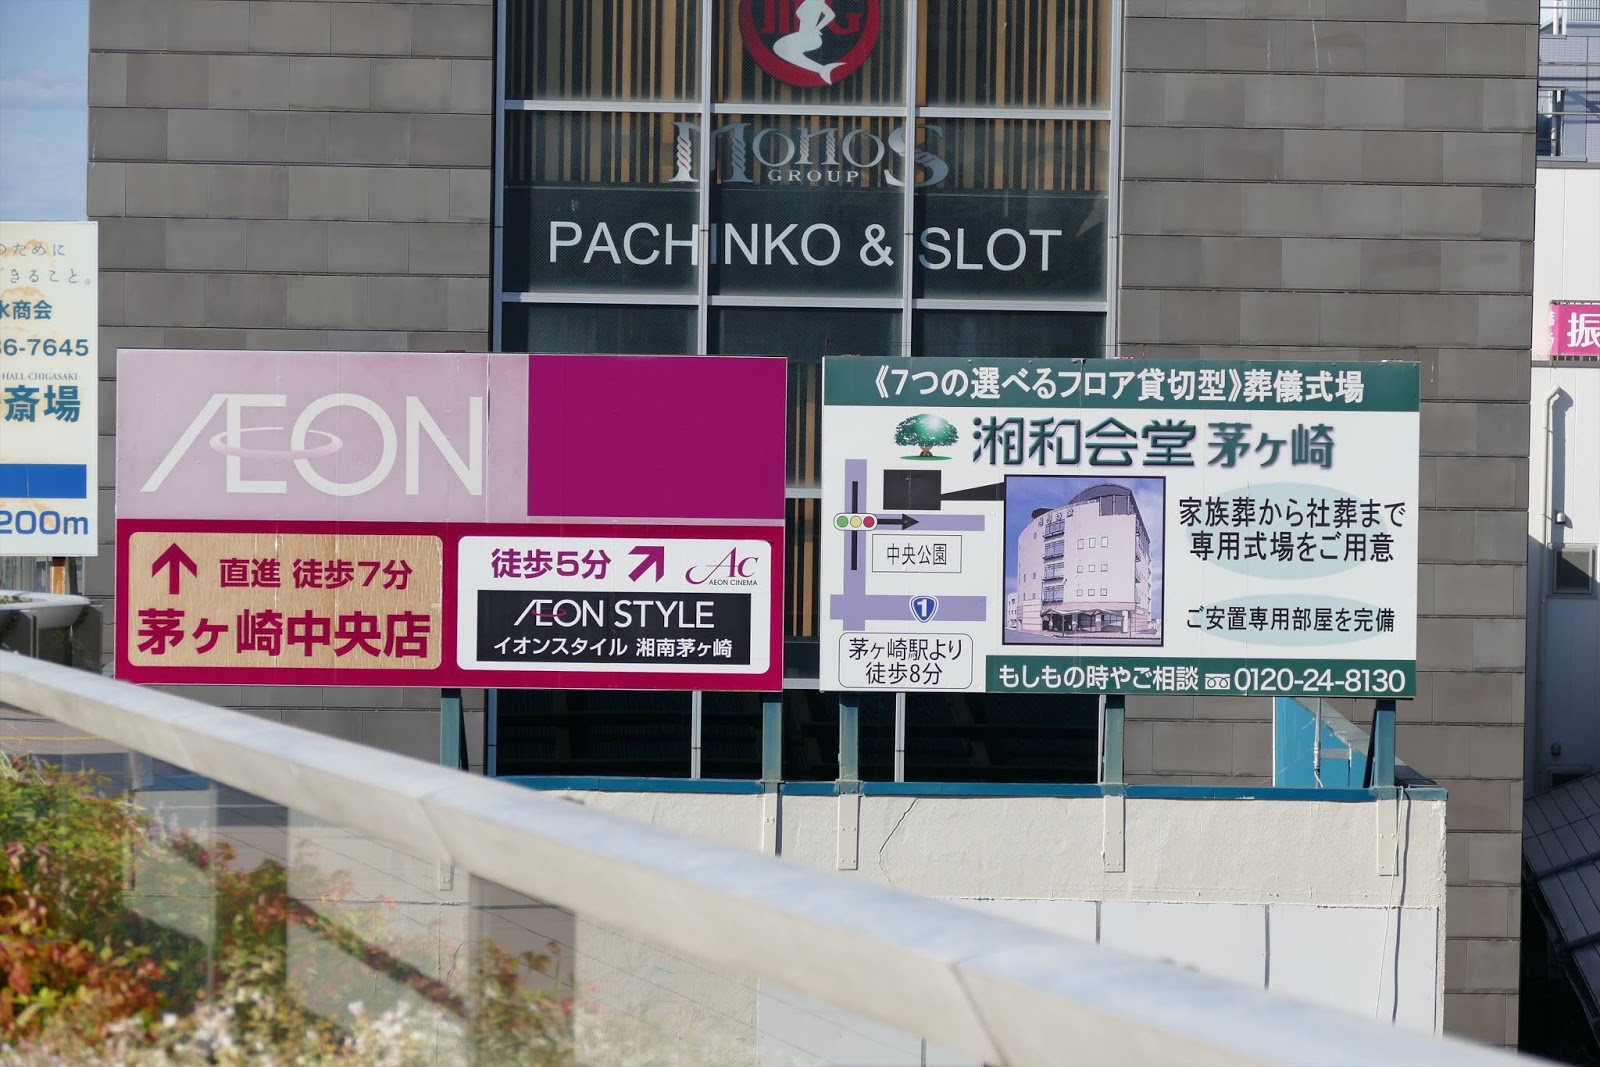 MG
MonoS
GROUP
PACHINKO & SLOT
のために
できること。
水商会
36-7645
HALL CHIGASAKI
斎場
200m
ÆON
直進 徒歩7分
茅ヶ崎中央店
徒歩5分
AC
AEON CINEMA
ÆON STYLE
イオンスタイル 湘南茅ヶ崎
《7つの選べるフロア貸切型》葬儀式場
湘和会堂 茅ヶ崎
家族葬から社葬まで
専用式場をご用意
中央公園
1
ご安置専用部屋を完備
茅ヶ崎駅より
徒歩8分
もしもの時やご相談 0120-24-8130
振